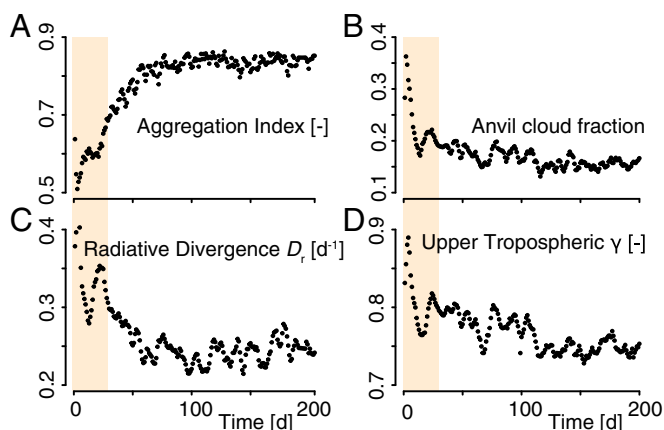 A
0.9
0.7
0.5
Aggregation Index [-]
B
0.4
0.3
0.2
0.1
Anvil cloud fraction
C
0.4
0.3
0.2
Radiative Divergence Dr [d-1]
0
100
200
Time [d]
D
0.9
0.8
0.7
Upper Tropospheric γ [-]
0
100
200
Time [d]